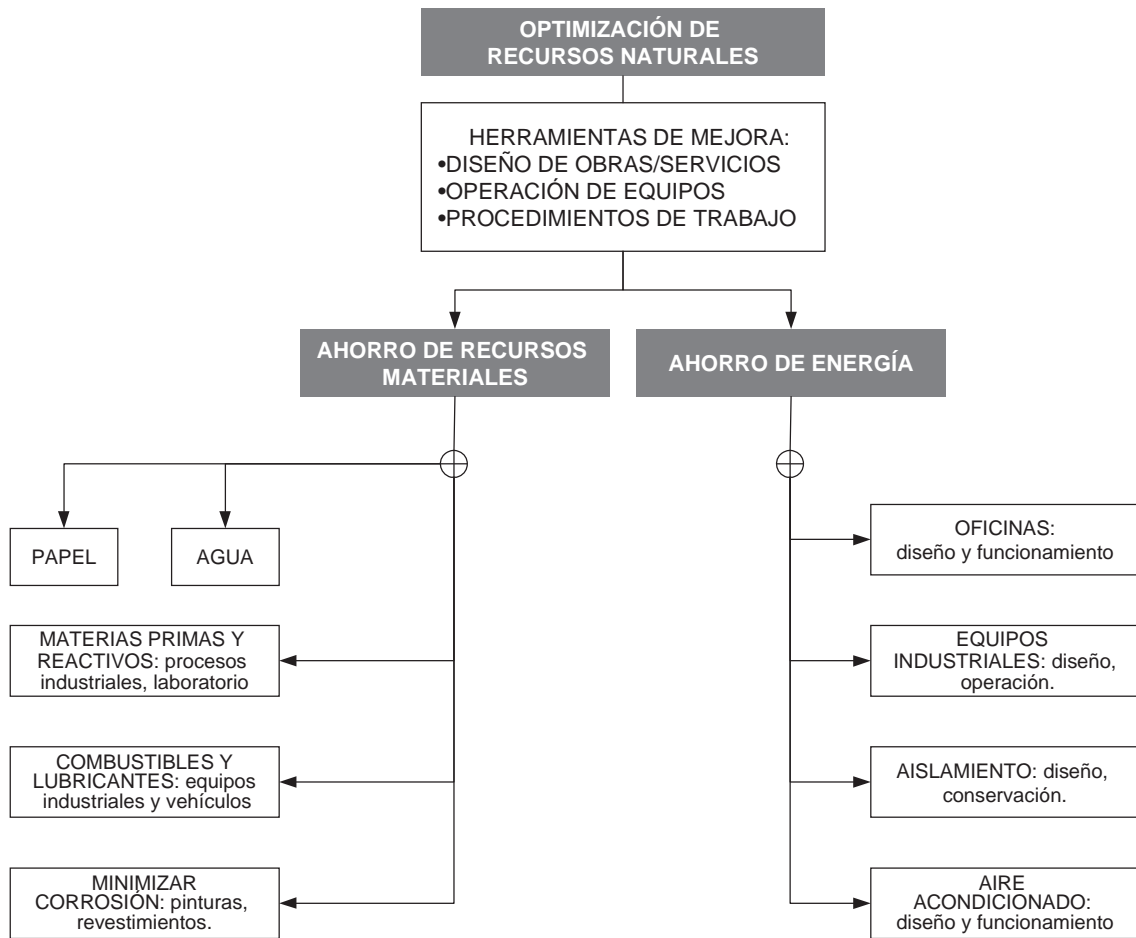 OPTIMIZACIÓN DE
RECURSOS NATURALES
HERRAMIENTAS DE MEJORA:
•DISEÑO DE OBRAS/SERVICIOS
•OPERACIÓN DE EQUIPOS
•PROCEDIMIENTOS DE TRABAJO
AHORRO DE RECURSOS
MATERIALES
AHORRO DE ENERGÍA
PAPEL
AGUA
MATERIAS PRIMAS Y
REACTIVOS: procesos
industriales, laboratorio
COMBUSTIBLES Y
LUBRICANTES: equipos
industriales y vehículos
MINIMIZAR
CORROSIÓN: pinturas,
revestimientos.
OFICINAS:
diseño y funcionamiento
EQUIPOS
INDUSTRIALES: diseño,
operación.
AISLAMIENTO: diseño,
conservación.
AIRE
ACONDICIONADO:
diseño y funcionamiento